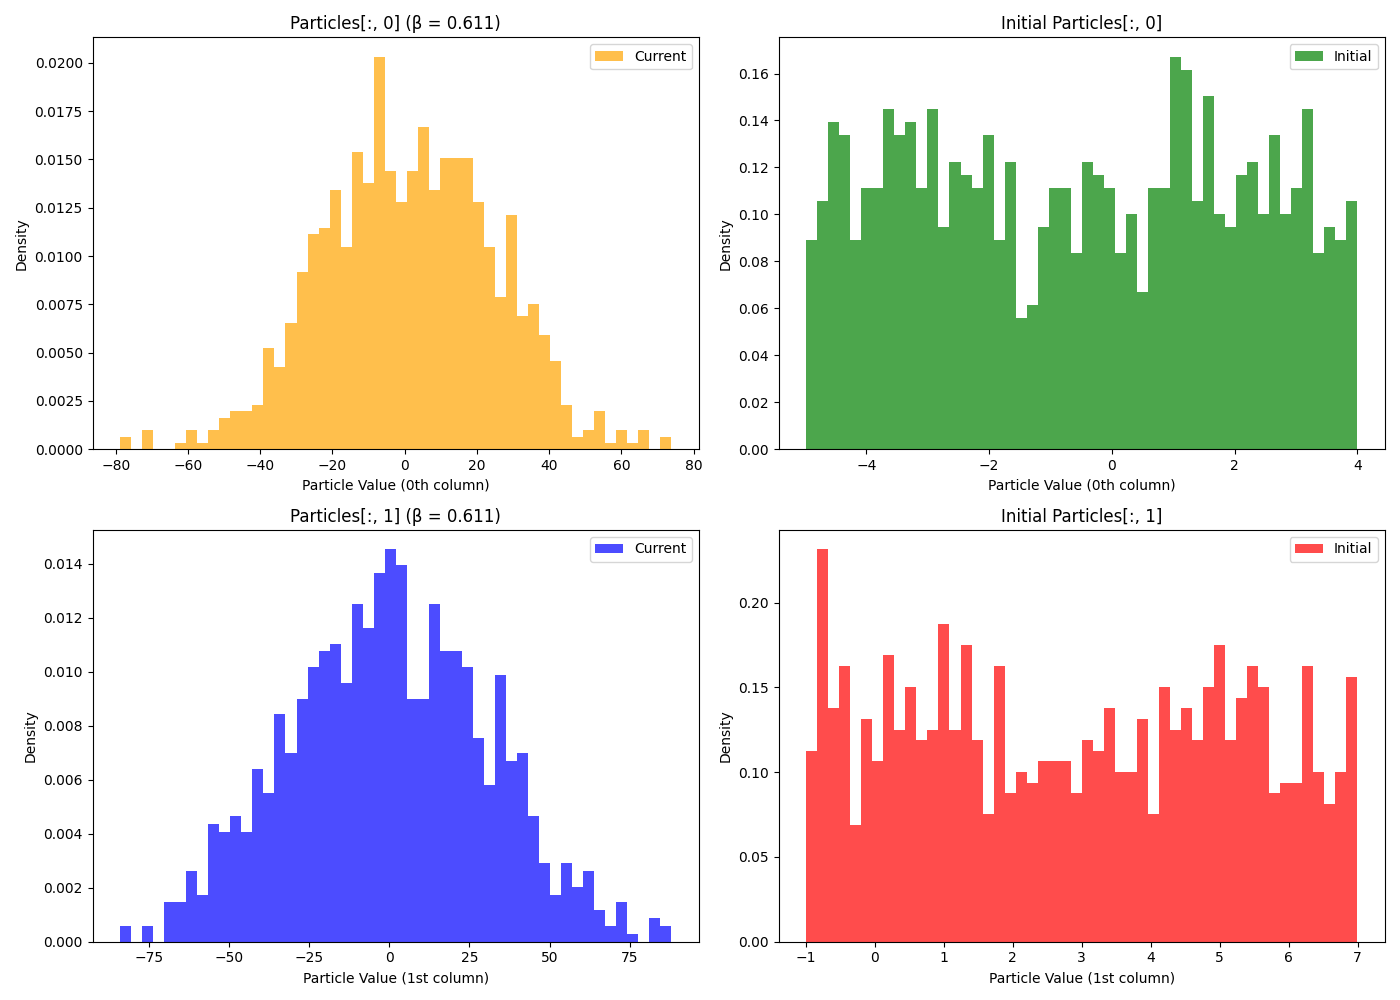 Particles[:, 0] (β = 0.611)
Density
0.0200
0.0175
0.0150
0.0125
0.0100
0.0075
0.0050
0.0025
0.0000
Current
−80 −60 −40 −20 0 20 40 60 80
Particle Value (0th column)
Initial Particles[:, 0]
Density
0.16
0.14
0.12
0.10
0.08
0.06
0.04
0.02
0.00
Initial
−4 −2 0 2 4
Particle Value (0th column)
Particles[:, 1] (β = 0.611)
Density
0.014
0.012
0.010
0.008
0.006
0.004
0.002
0.000
Current
−75 −50 −25 0 25 50 75
Particle Value (1st column)
Initial Particles[:, 1]
Density
0.20
0.15
0.10
0.05
0.00
Initial
−1 0 1 2 3 4 5 6 7
Particle Value (1st column)